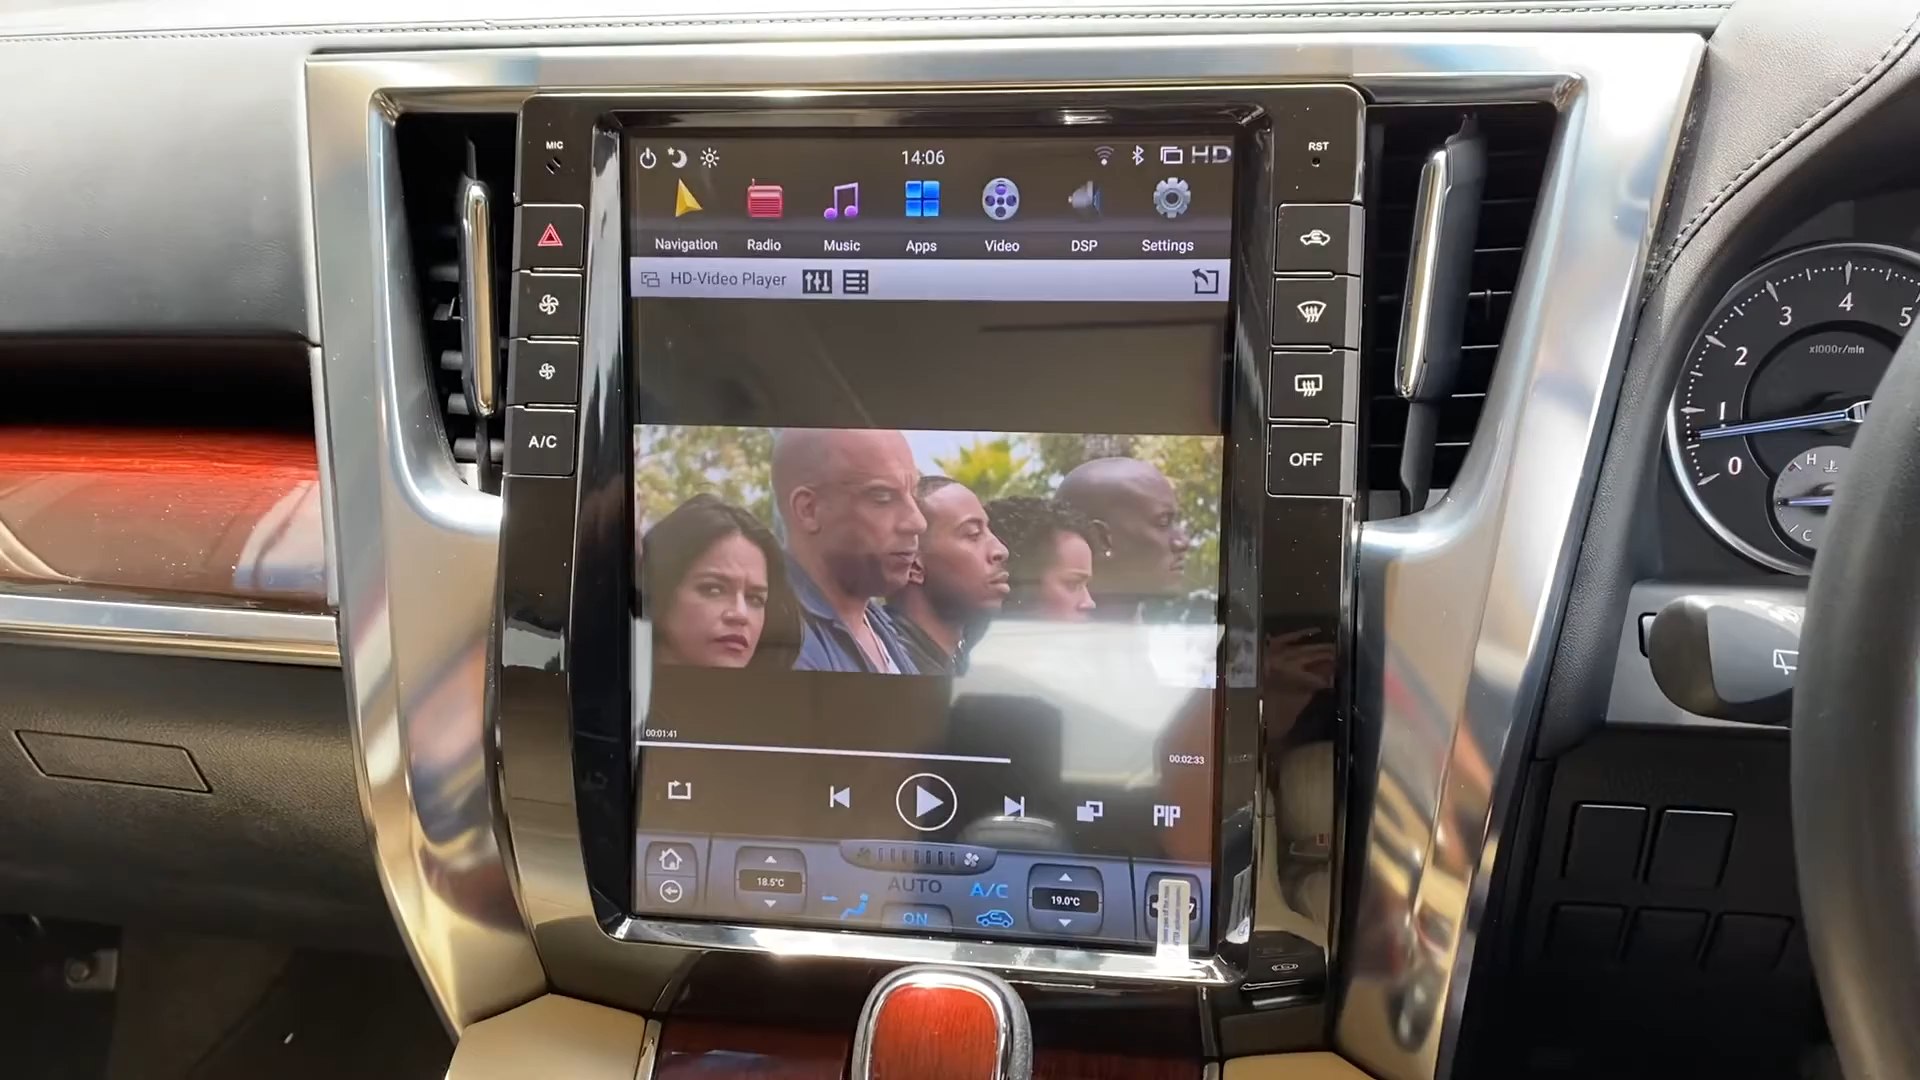 MIC
RST
14:06
HD
Navigation Radio Music Apps Video DSP Settings
HD-Video Player
A/C
OFF
00:01:41
00:02:33
PIP
18.5°C
AUTO
A/C
19.0°C
ON
0
1
2
3
4
5
x1000r/min
H
C